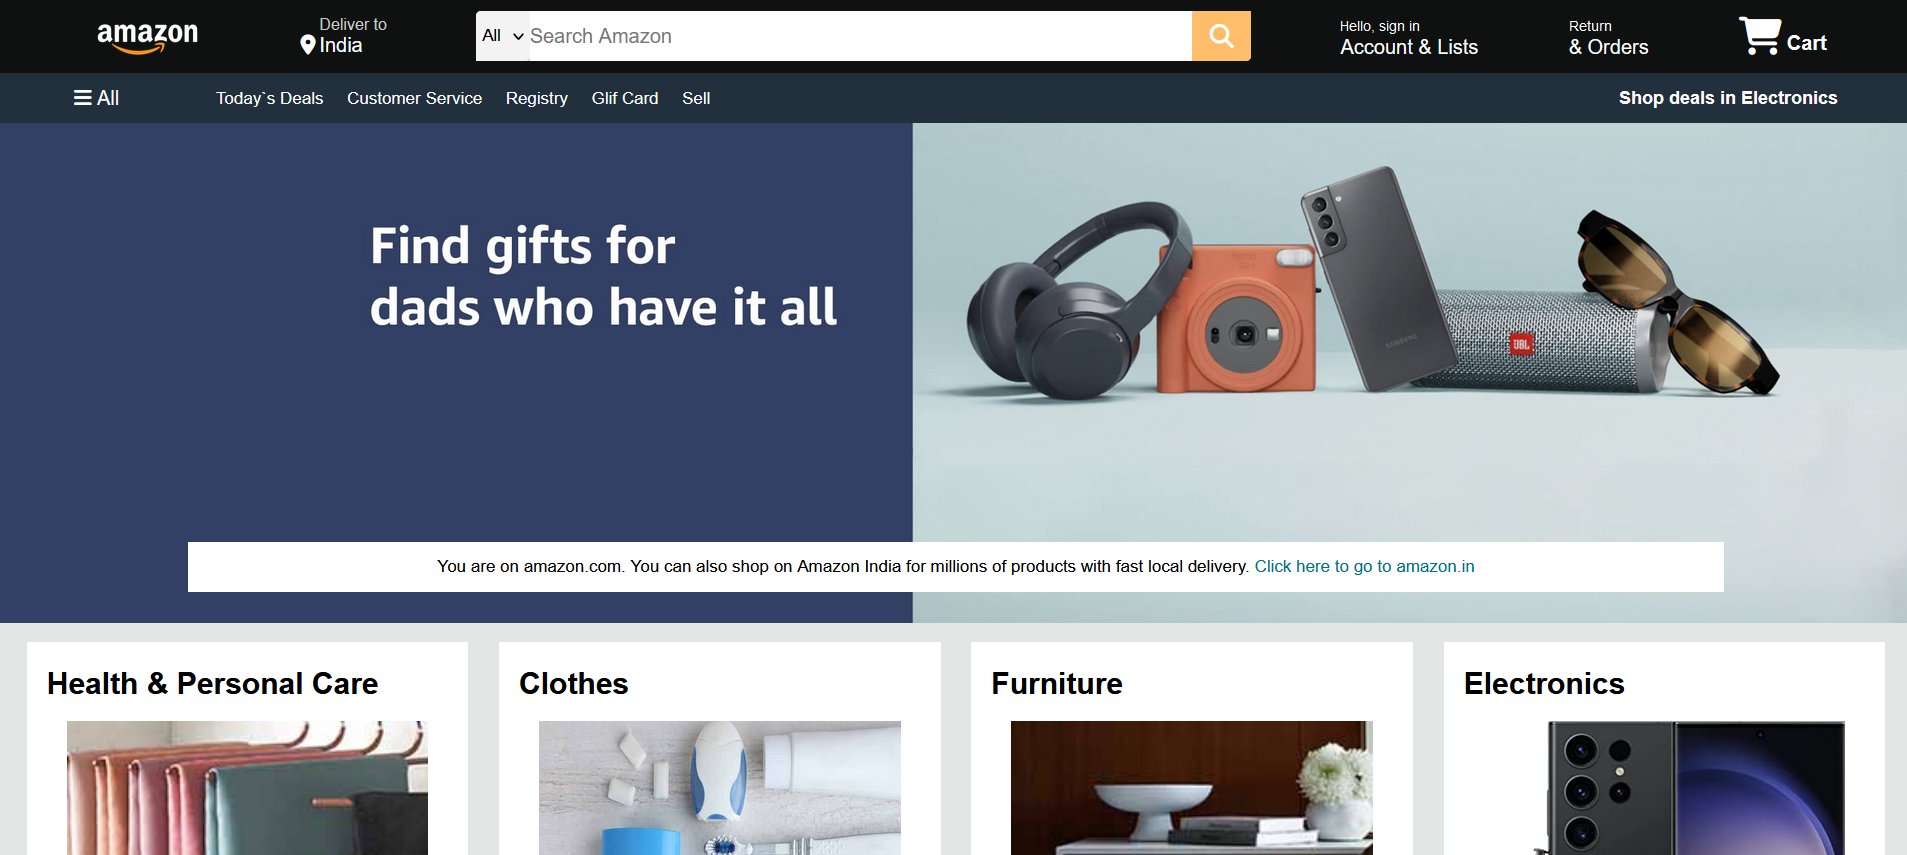 amazon
Deliver to
India
All
Search Amazon
Hello, sign in
Account & Lists
Return
& Orders
Cart
All
Today`s Deals
Customer Service
Registry
Glif Card
Sell
Shop deals in Electronics
Find gifts for
dads who have it all
SAMSUNG
JBL
You are on amazon.com. You can also shop on Amazon India for millions of products with fast local delivery. Click here to go to amazon.in
Health & Personal Care
Clothes
Furniture
Electronics